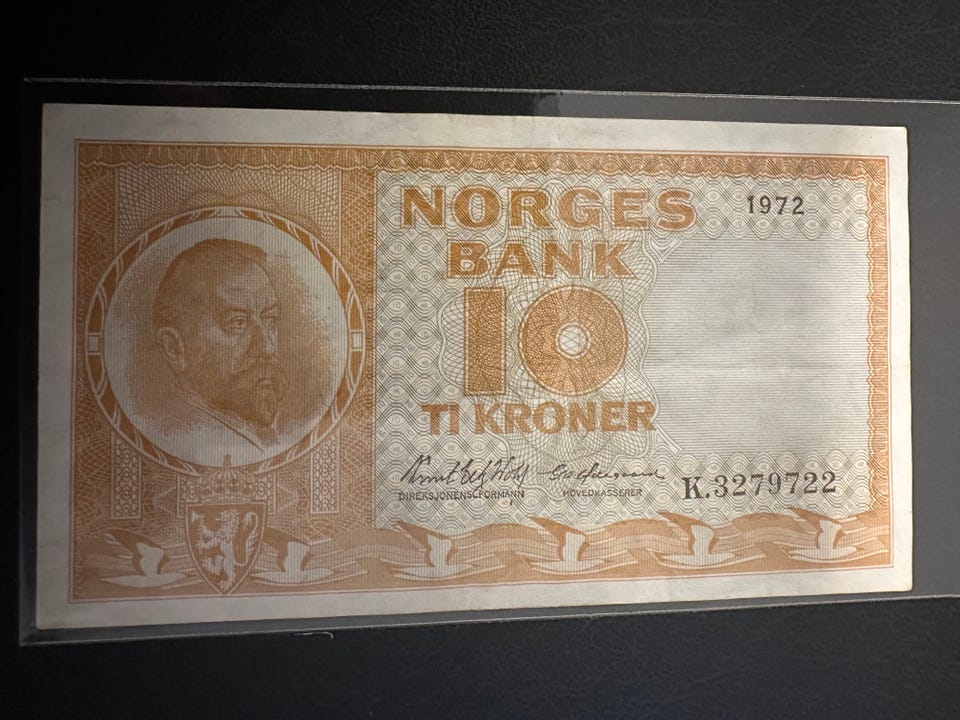 NORGES
1972
BANK
10
TI KRONER
DIREKSJONENS FORMANN
HOVEDKASSERER
K.3279722